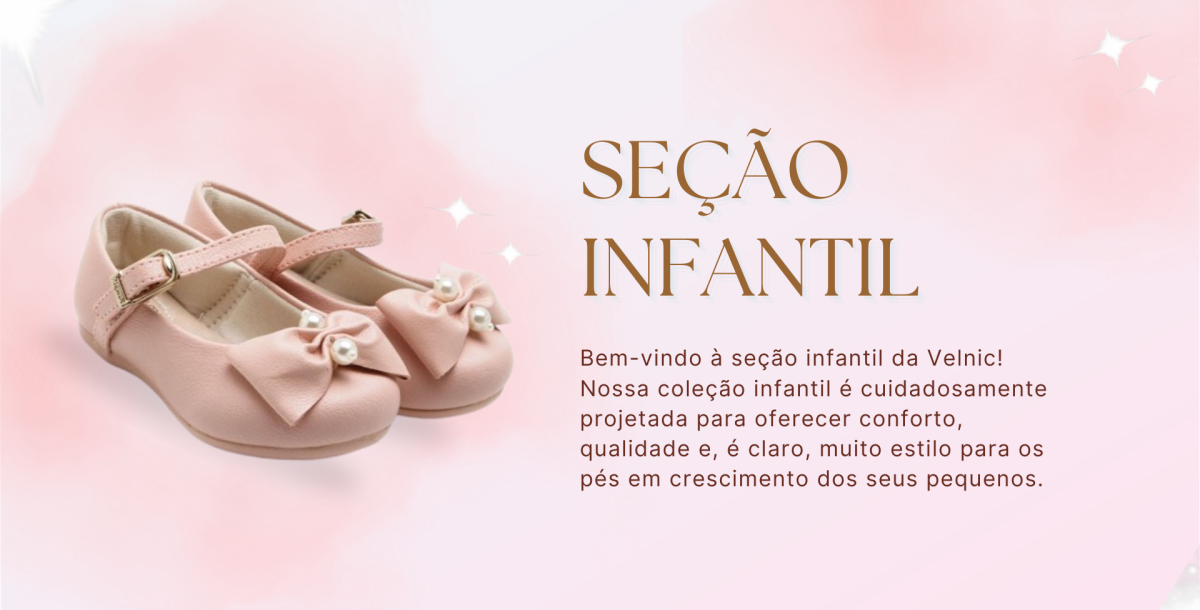 SEÇÃO
INFANTIL
Bem-vindo à seção infantil da Velnic!
Nossa coleção infantil é cuidadosamente
projetada para oferecer conforto,
qualidade e, é claro, muito estilo para os
pés em crescimento dos seus pequenos.